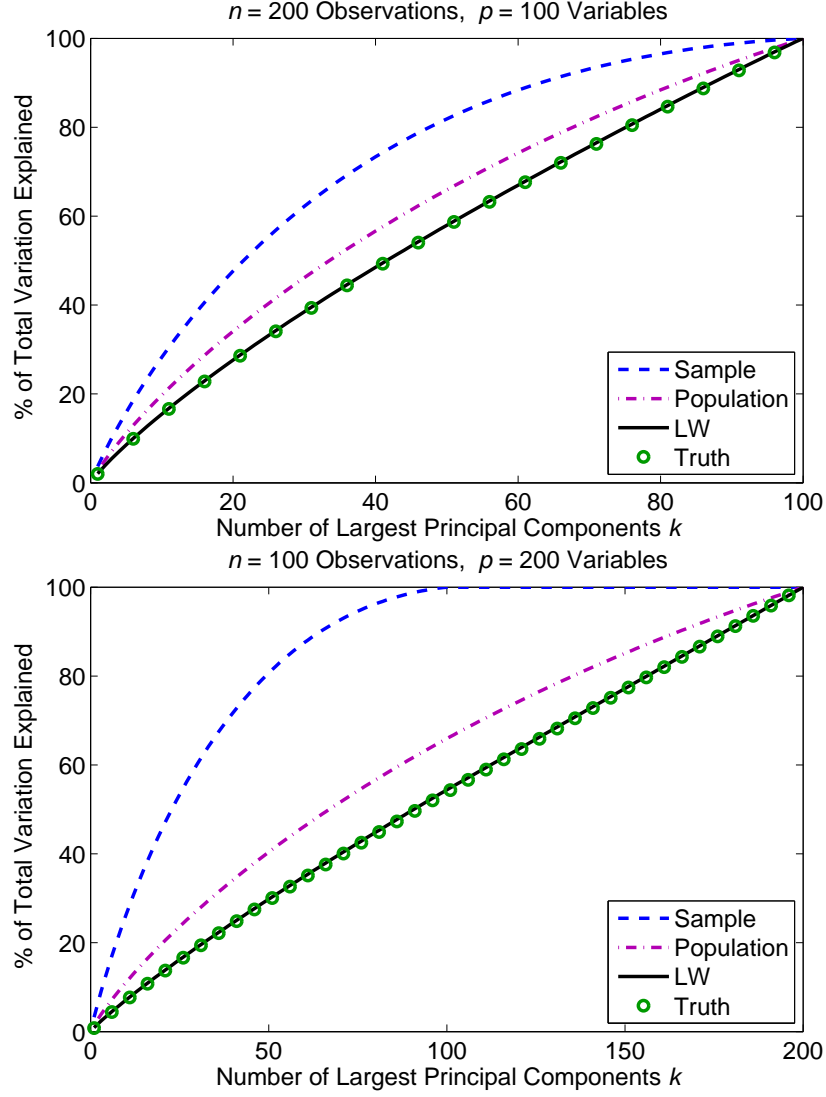 n = 200 Observations, p = 100 Variables
% of Total Variation Explained
100
80
60
40
20
0
0 20 40 60 80 100
Number of Largest Principal Components k
Sample
Population
LW
Truth
n = 100 Observations, p = 200 Variables
% of Total Variation Explained
100
80
60
40
20
0
0 50 100 150 200
Number of Largest Principal Components k
Sample
Population
LW
Truth